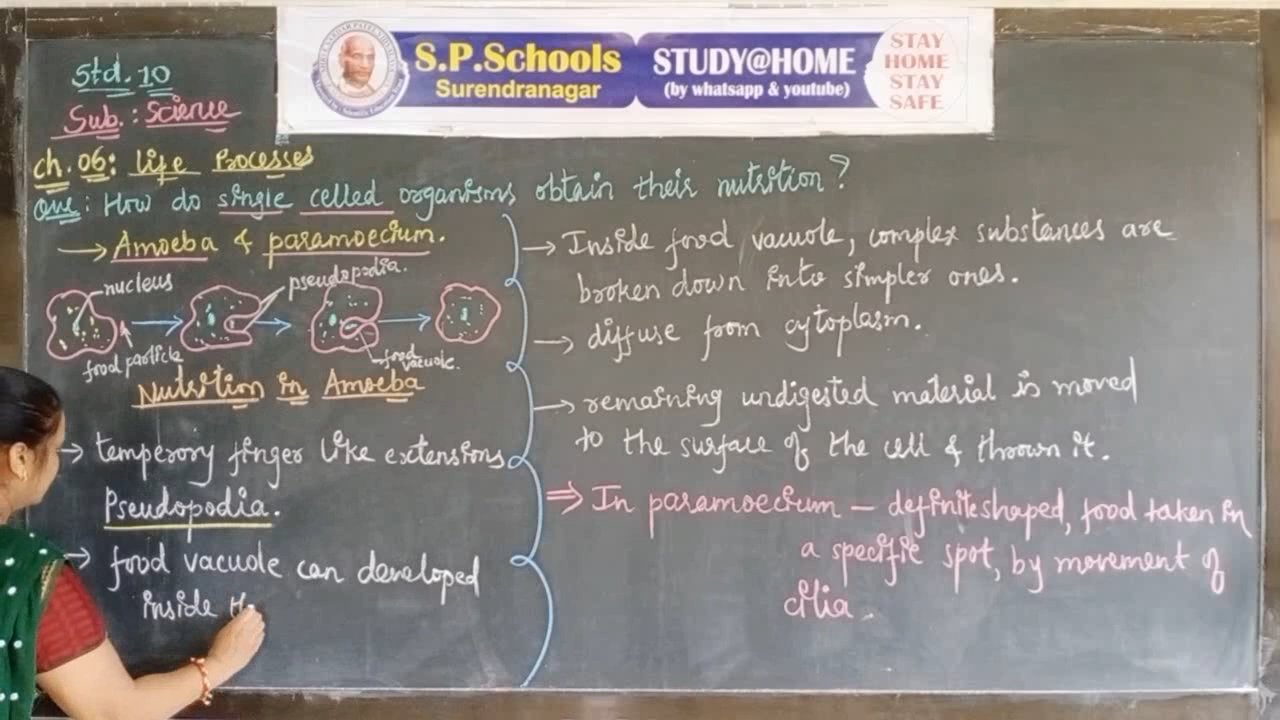 S.P.Schools
Surendranagar
STUDY@HOME
(by whatsapp & youtube)
STAY
HOME
STAY
SAFE
Std. 10
Sub. : Science
Ch. 06: Life Processes
Que: How do single celled organisms obtain their nutrition?
→ Amoeba & paramoecium.
nucleus
pseudopodia.
food particle
food vacuole.
Nutrition in Amoeba
→ temperory finger like extensions
Pseudopodia.
→ food vacuole can developed
inside th
→ Inside food vacuole, complex substances are
broken down into simpler ones.
→ diffuse from cytoplasm.
→ remaining undigested material is moved
to the surface of the cell & thrown it.
⇒ In paramoecium – definite shaped, food taken in
a specific spot, by movement of
cilia.